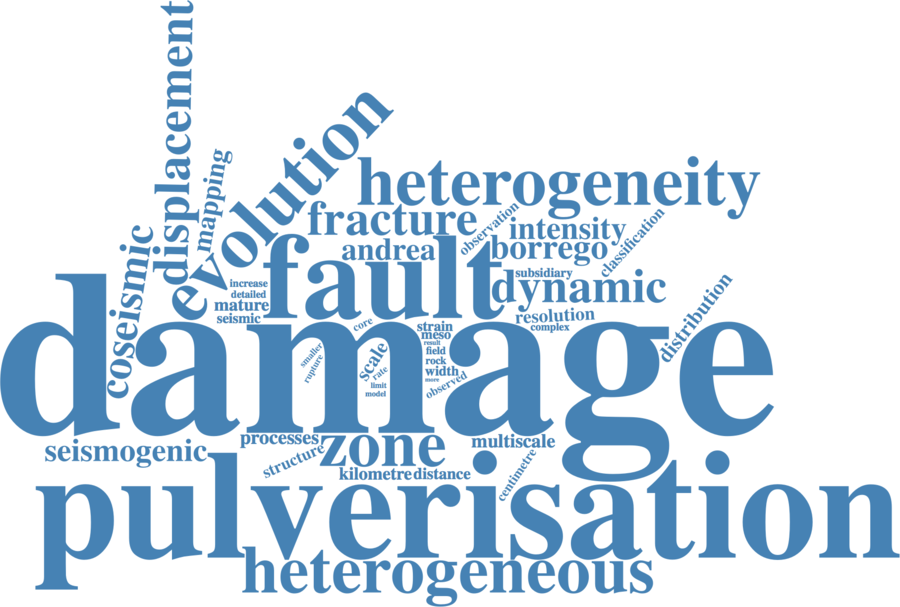 displacement
mapping
evolution
heterogeneity
fracture
observation
intensity
classification
coseismic
andrea
borrego
fault
subsidiary
dynamic
increase
detailed
mature
seismic
distribution
resolution
complex
damage
core
strain
meso
result
smaller
rupture
scale
rate
field
rock
width
more
limit
model
observed
seismogenic
processes
zone
multiscale
structure
kilometre
distance
centimetre
pulverisation
heterogeneous